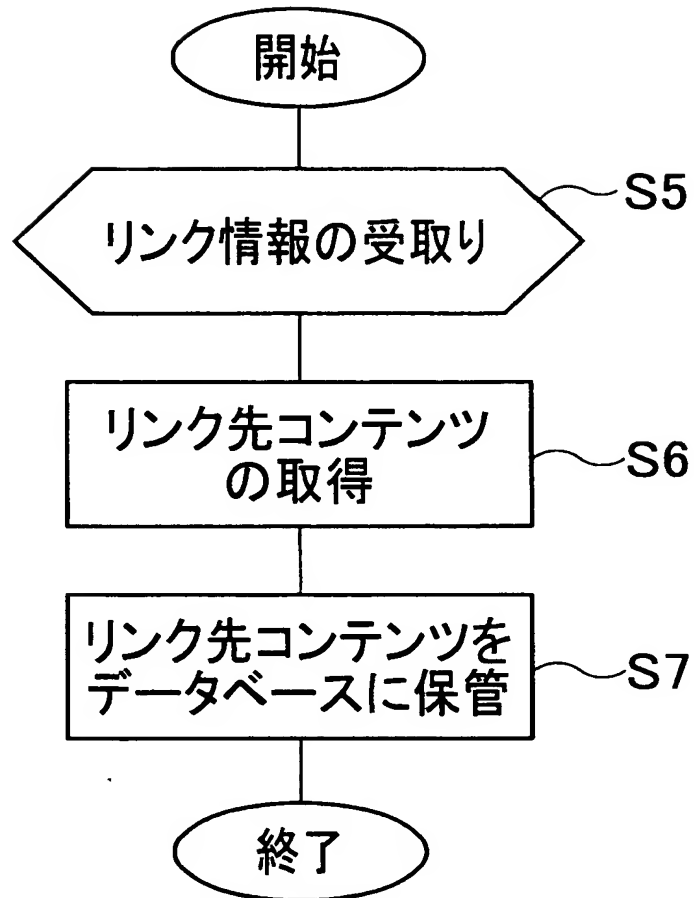 開始
リンク情報の受取り
S5
リンク先コンテンツ
の取得
S6
リンク先コンテンツを
データベースに保管
S7
終了